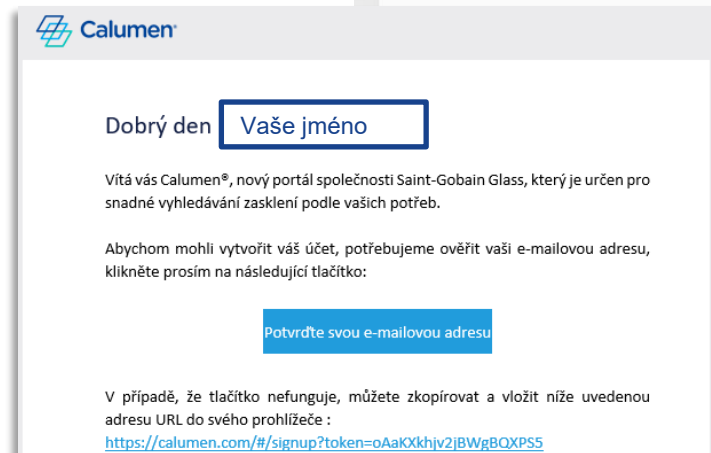 Calumen
Dobrý den Vaše jméno
Vítá vás Calumen®, nový portál společnosti Saint-Gobain Glass, který je určen pro
snadné vyhledávání zasklení podle vašich potřeb.
Abychom mohli vytvořit váš účet, potřebujeme ověřit vaši e-mailovou adresu,
klikněte prosím na následující tlačítko:
Potvrďte svou e-mailovou adresu
V případě, že tlačítko nefunguje, můžete zkopírovat a vložit níže uvedenou
adresu URL do svého prohlížeče :
https://calumen.com/#/signup?token=oAaKXkhjv2jBWgBQXPS5